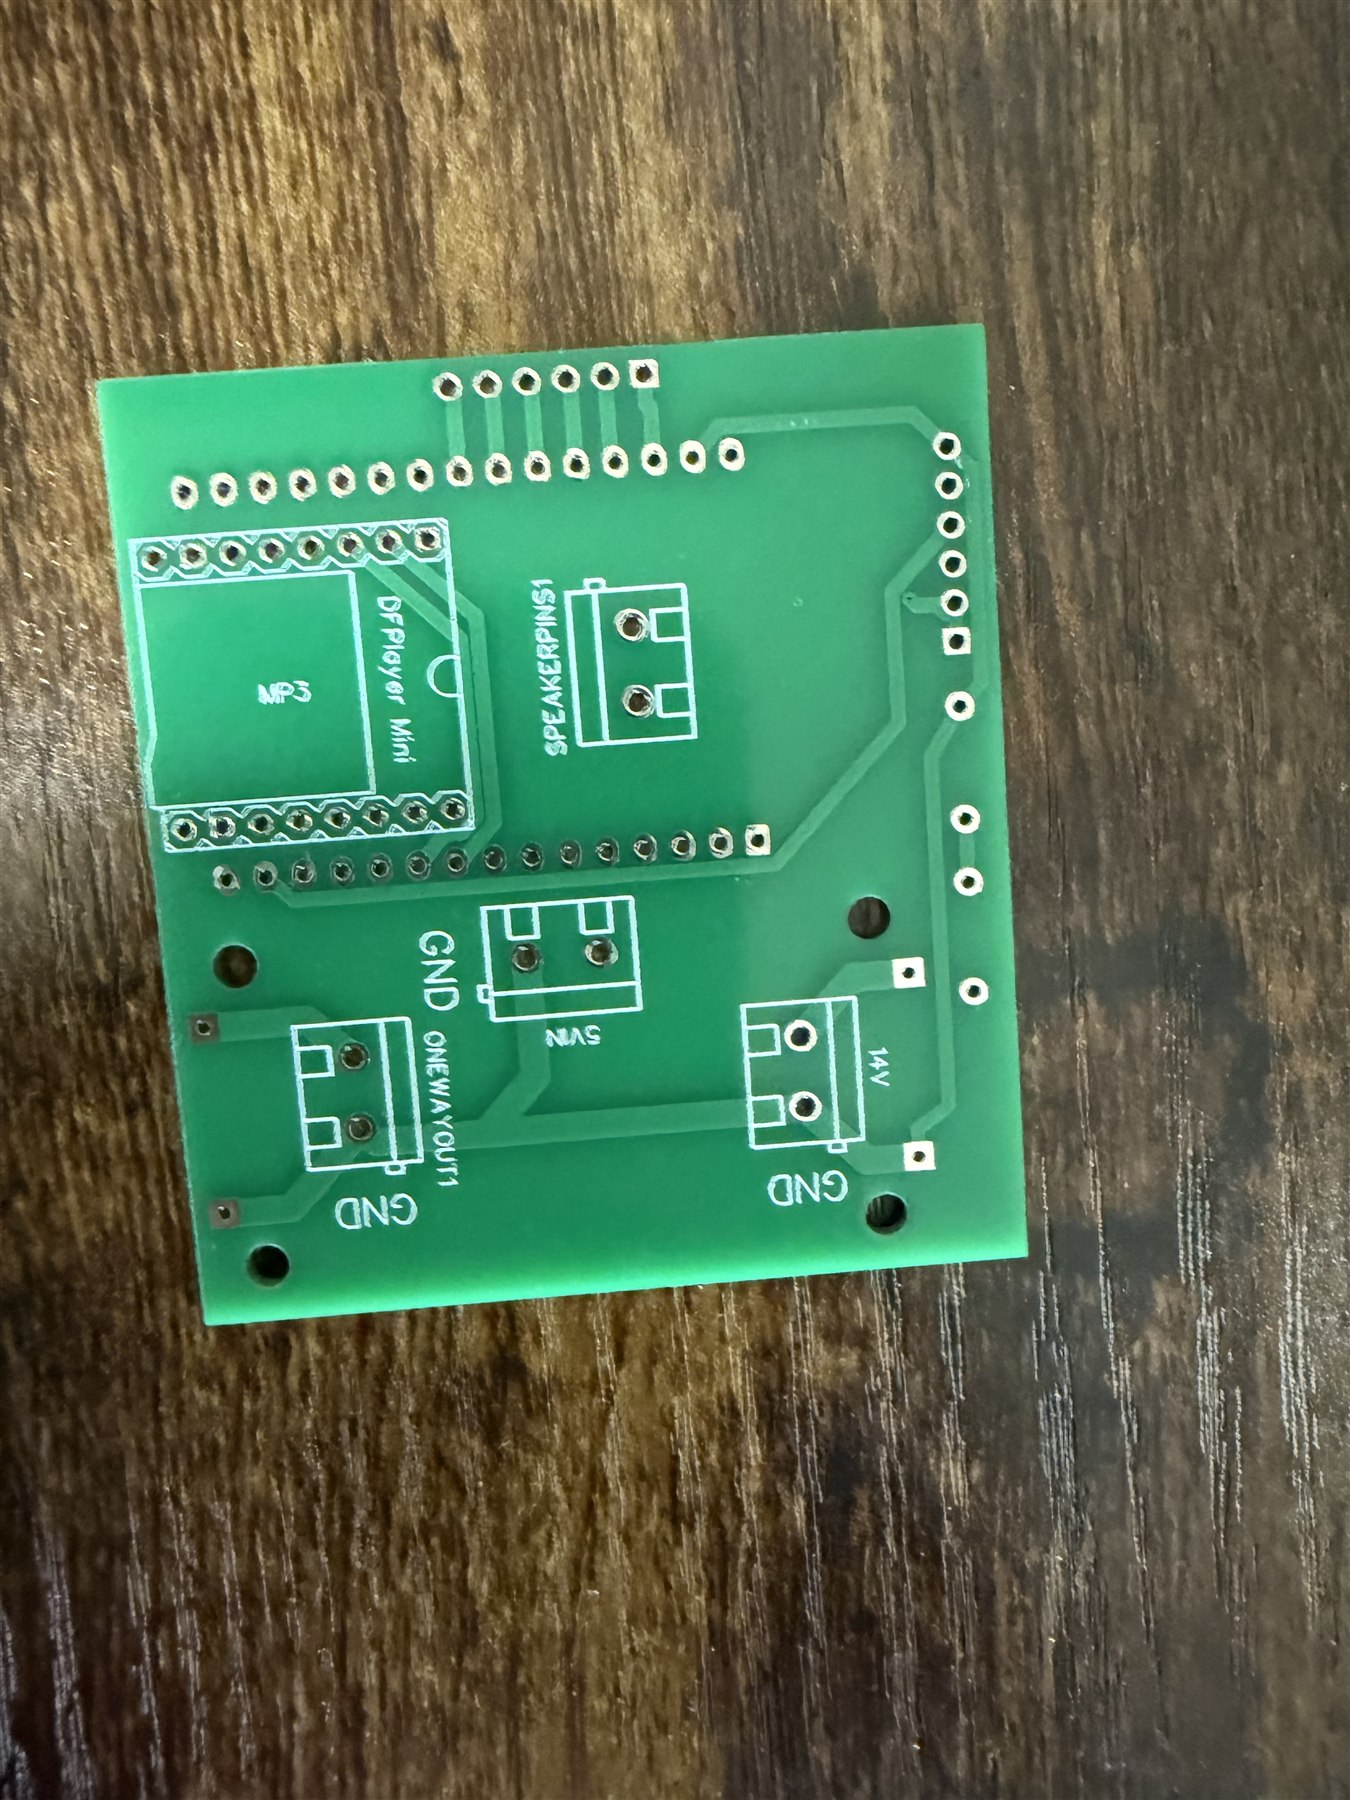 DFPlayer Mini
MP3
SPEAKERPINS1
GND
5VIN
ONEWAYOUT1
14V
GND
GND